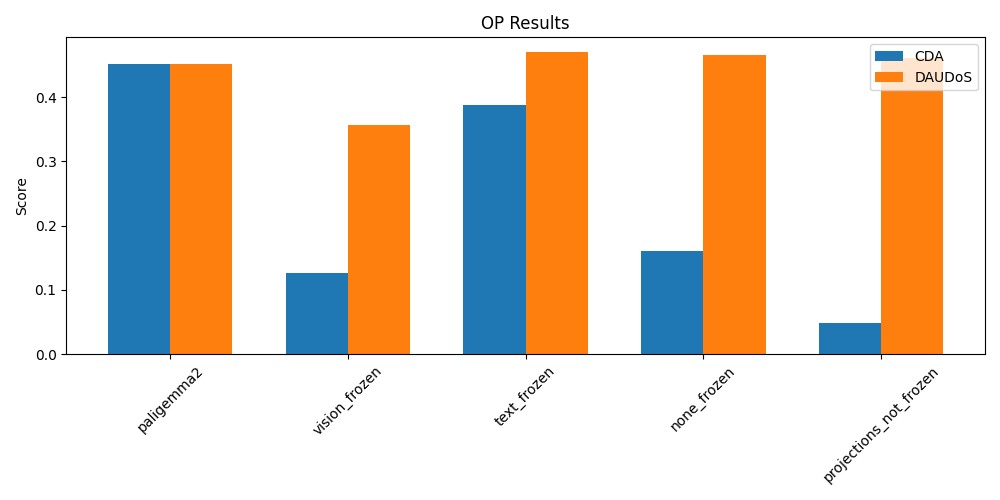 OP Results
CDA
DAUDoS
Score
0.4
0.3
0.2
0.1
0.0
paligemma2
vision_frozen
text_frozen
none_frozen
projections_not_frozen